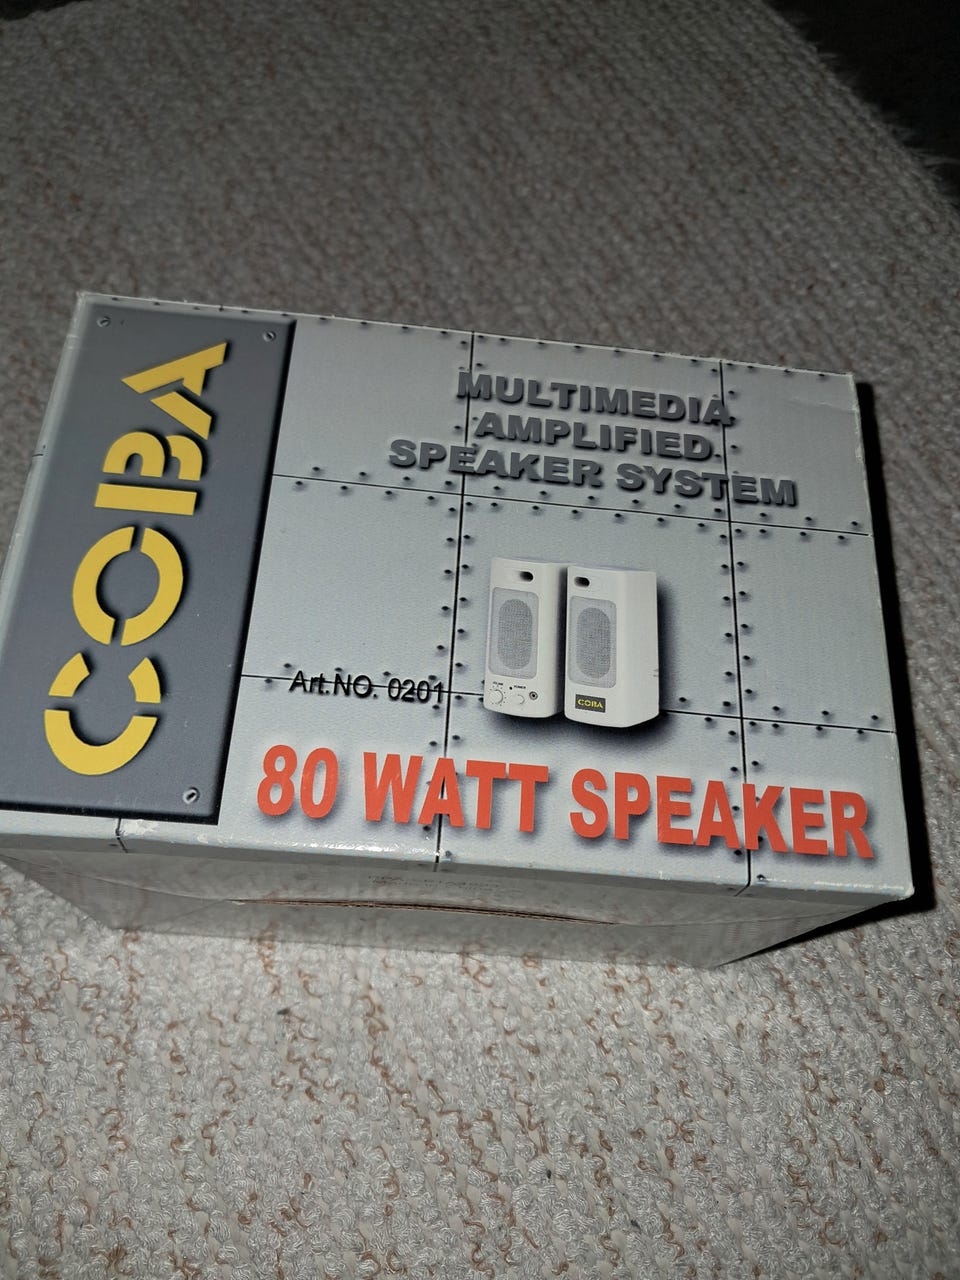 COBA
MULTIMEDIA
AMPLIFIED
SPEAKER SYSTEM
Art.NO. 0201
COBA
80 WATT SPEAKER